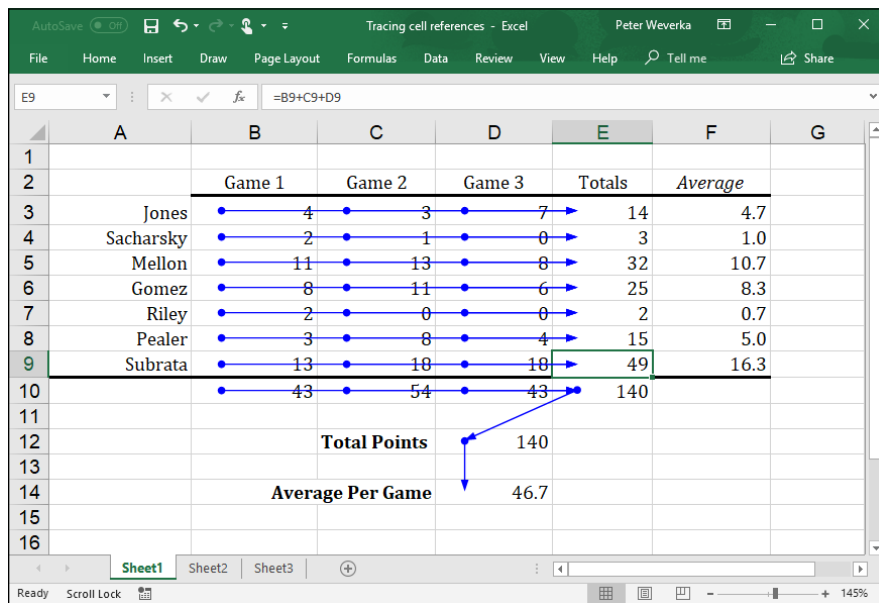 AutoSave Off Tracing cell references - Excel Peter Weverka
File Home Insert Draw Page Layout Formulas Data Review View Help Tell me Share
E9 fx =B9+C9+D9
A B C D E F G
1
2 Game 1 Game 2 Game 3 Totals Average
3 Jones 4 3 7 14 4.7
4 Sacharsky 2 1 0 3 1.0
5 Mellon 11 13 8 32 10.7
6 Gomez 8 11 6 25 8.3
7 Riley 2 0 0 2 0.7
8 Pealer 3 8 4 15 5.0
9 Subrata 13 18 18 49 16.3
10 43 54 43 140
11
12 Total Points 140
13
14 Average Per Game 46.7
15
16
Sheet1 Sheet2 Sheet3
Ready Scroll Lock 145%